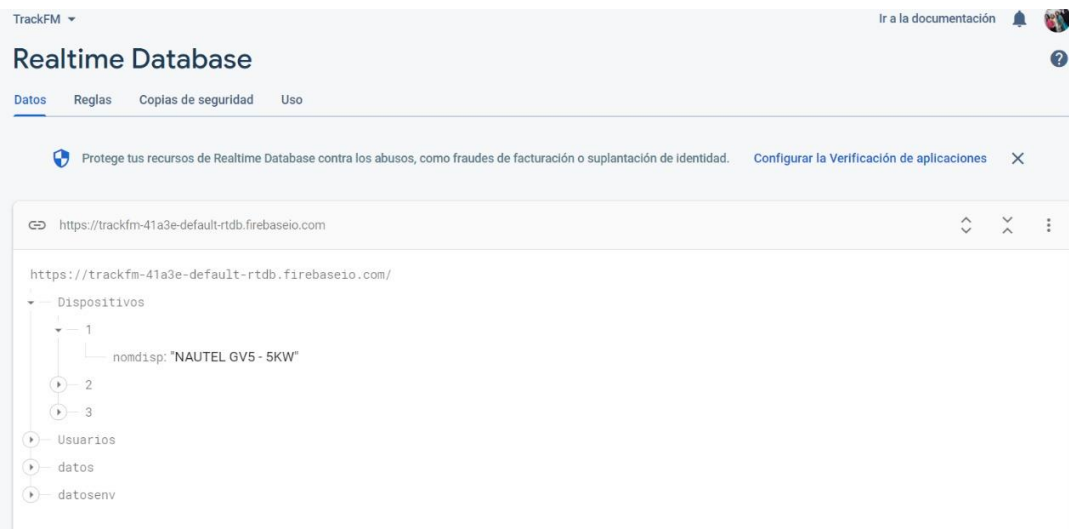 TrackFM Ir a la documentación
Realtime Database
Datos Reglas Copias de seguridad Uso
Protege tus recursos de Realtime Database contra los abusos, como fraudes de facturación o suplantación de identidad. Configurar la Verificación de aplicaciones
https://trackfm-41a3e-default-rtdb.firebaseio.com
https://trackfm-41a3e-default-rtdb.firebaseio.com/
Dispositivos
1
nomdisp: "NAUTEL GV5 - 5KW"
2
3
Usuarios
datos
datosenv